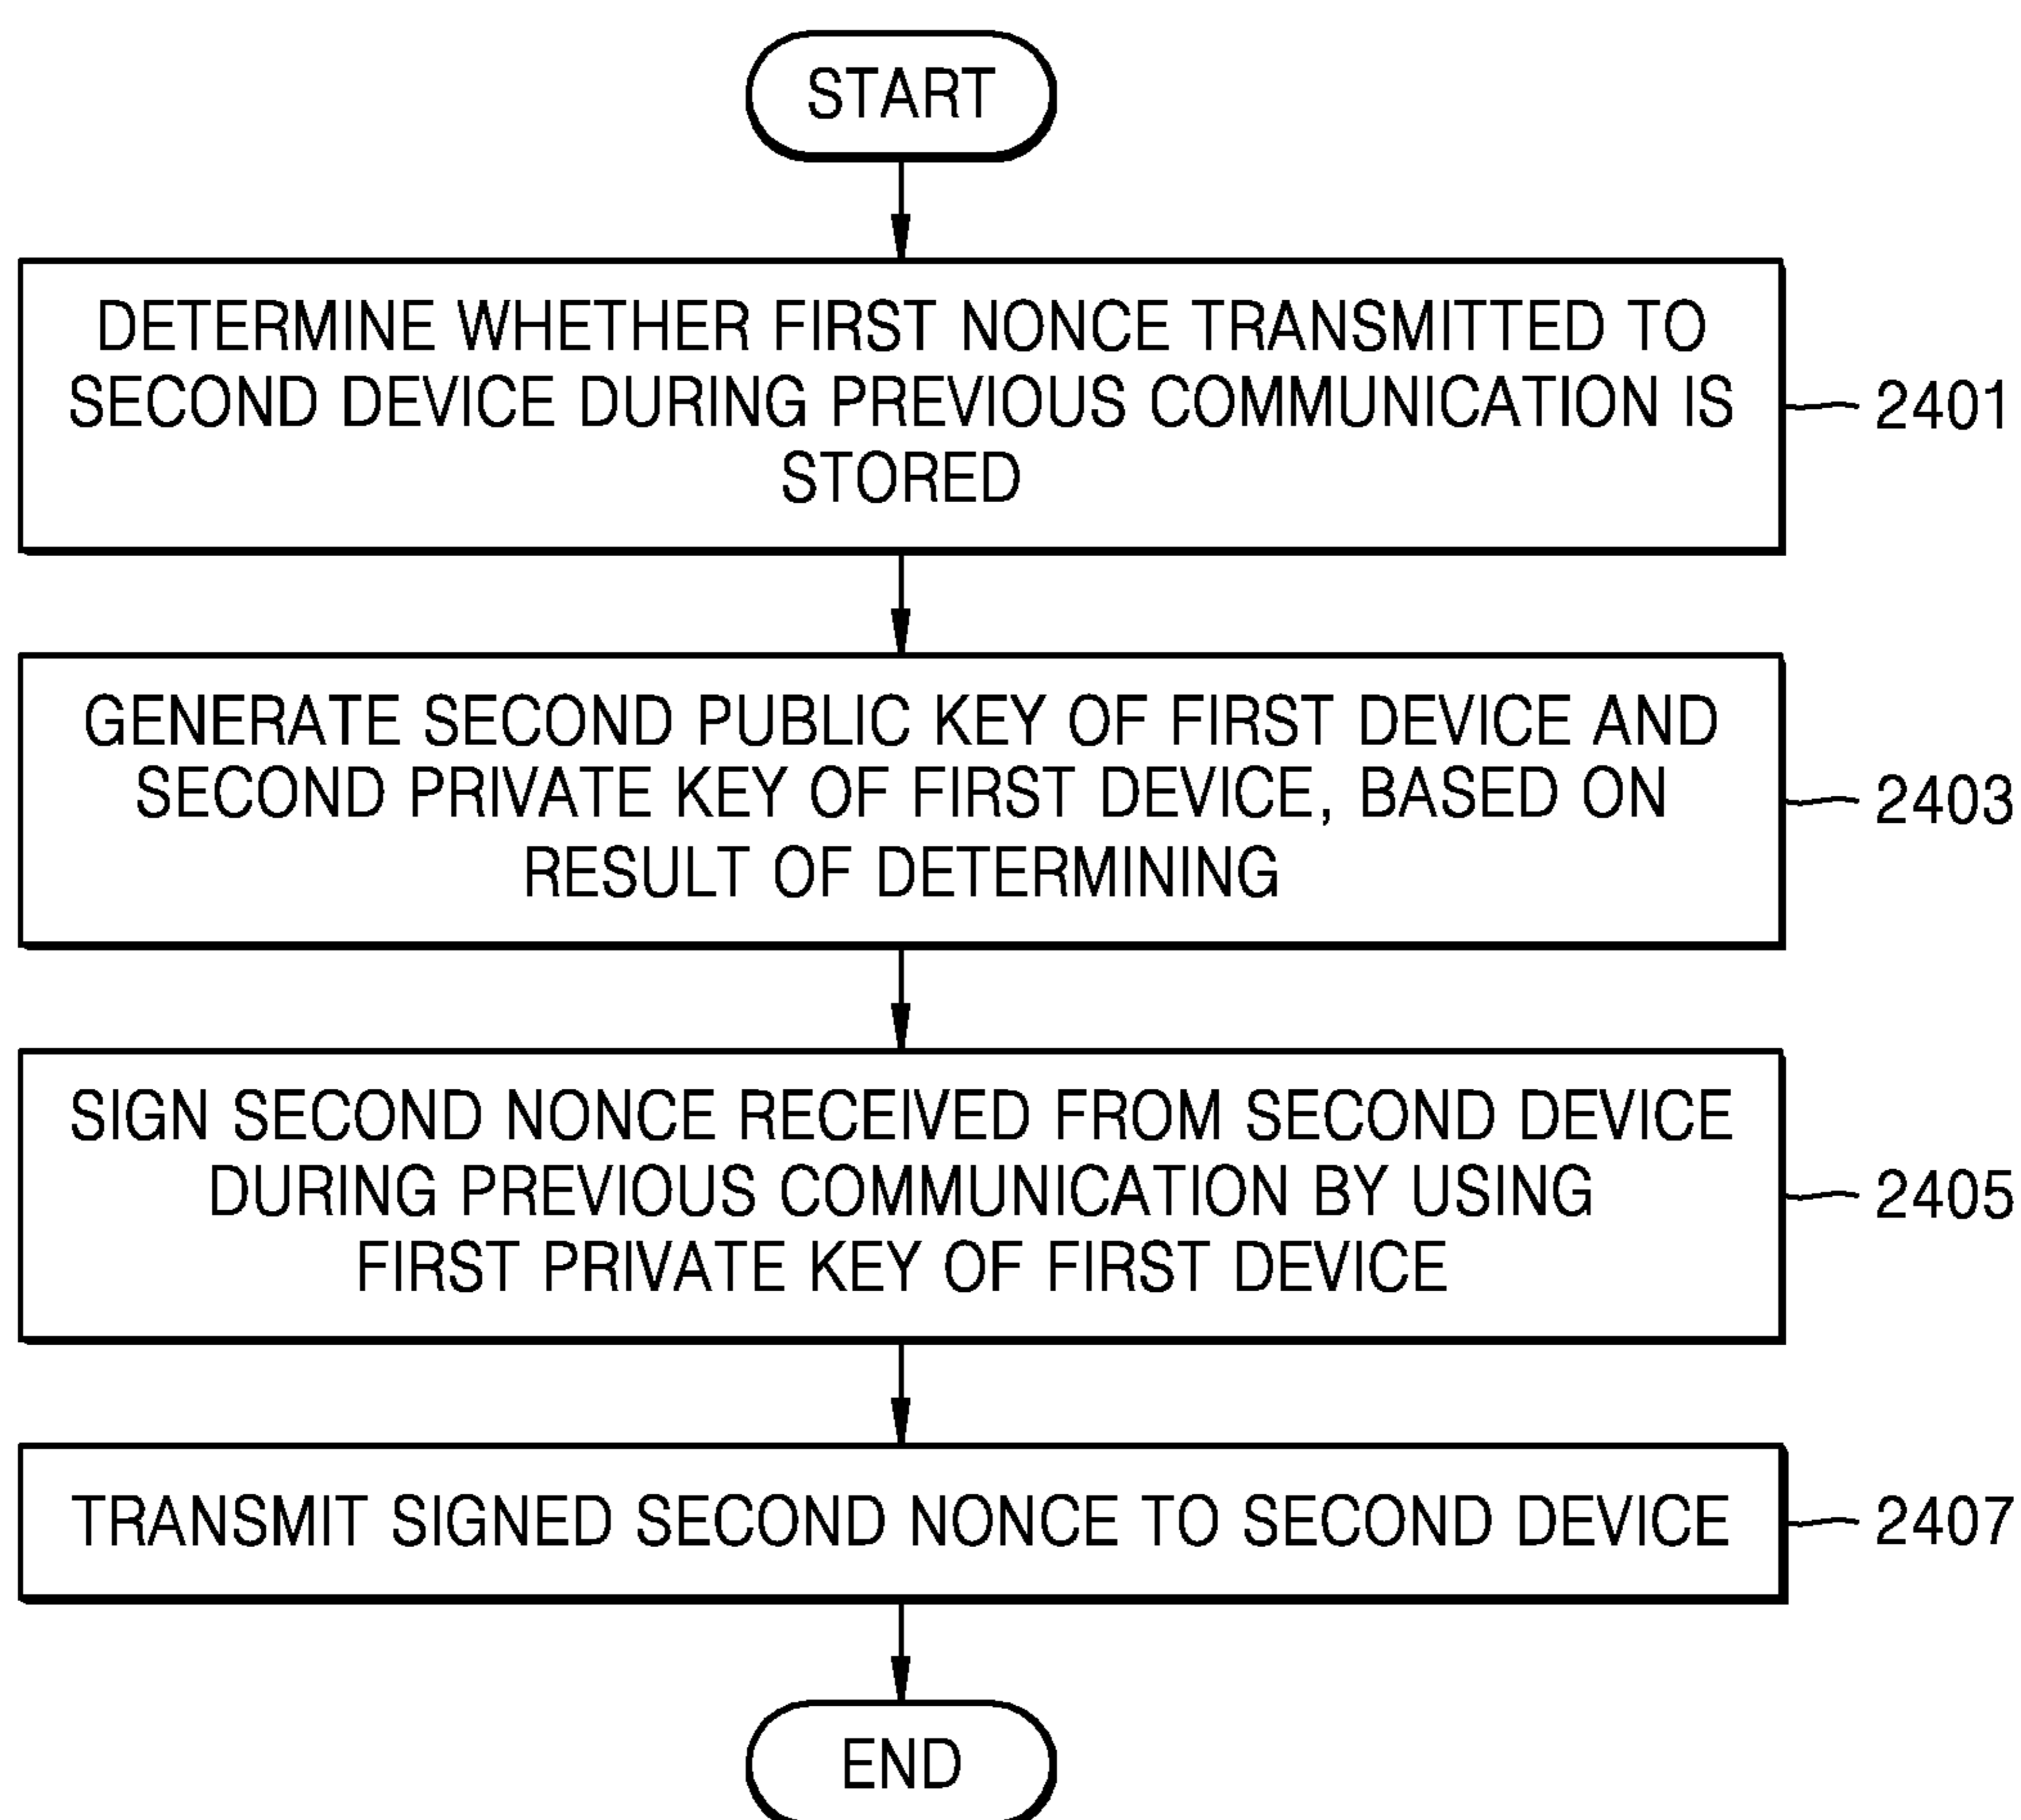 START
DETERMINE WHETHER FIRST NONCE TRANSMITTED TO
SECOND DEVICE DURING PREVIOUS COMMUNICATION IS
STORED
2401
GENERATE SECOND PUBLIC KEY OF FIRST DEVICE AND
SECOND PRIVATE KEY OF FIRST DEVICE, BASED ON
RESULT OF DETERMINING
2403
SIGN SECOND NONCE RECEIVED FROM SECOND DEVICE
DURING PREVIOUS COMMUNICATION BY USING
FIRST PRIVATE KEY OF FIRST DEVICE
2405
TRANSMIT SIGNED SECOND NONCE TO SECOND DEVICE
2407
END